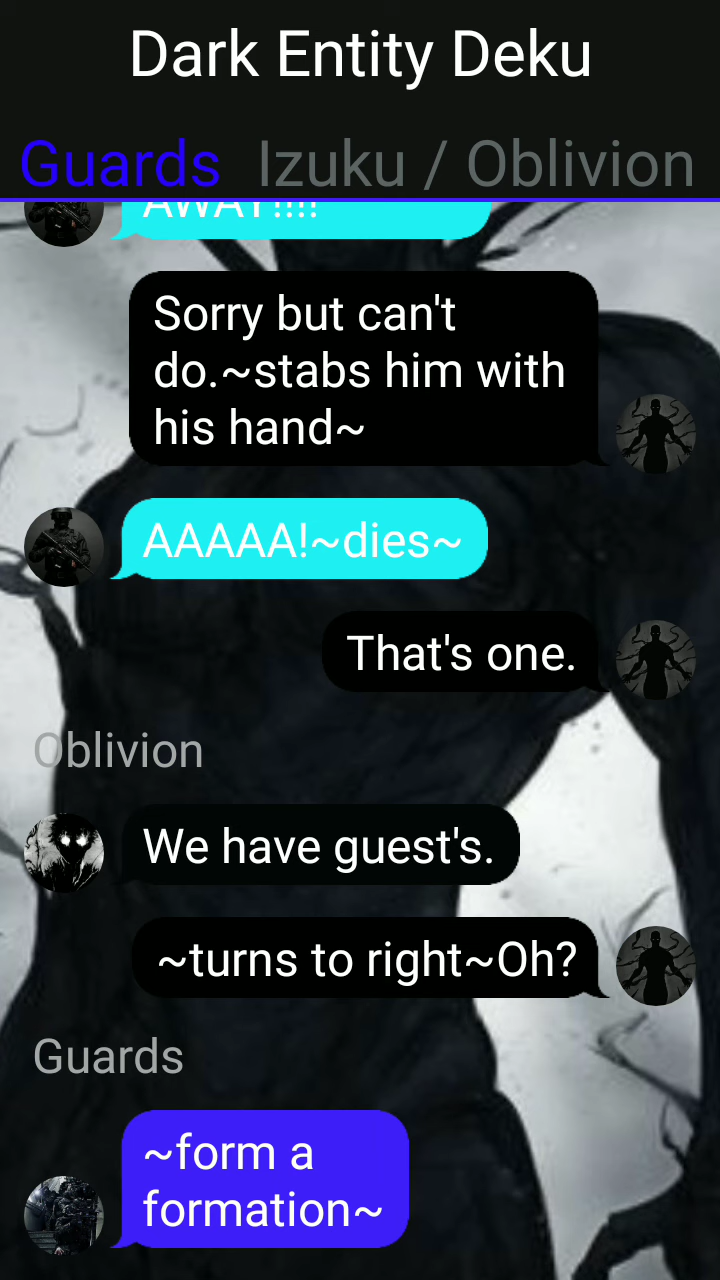 Dark Entity Deku
Guards Izuku / Oblivion
AWAY!!!!
Sorry but can't
do.~stabs him with
his hand~
AAAAA!~dies~
That's one.
Oblivion
We have guest's.
~turns to right~Oh?
Guards
~form a
formation~